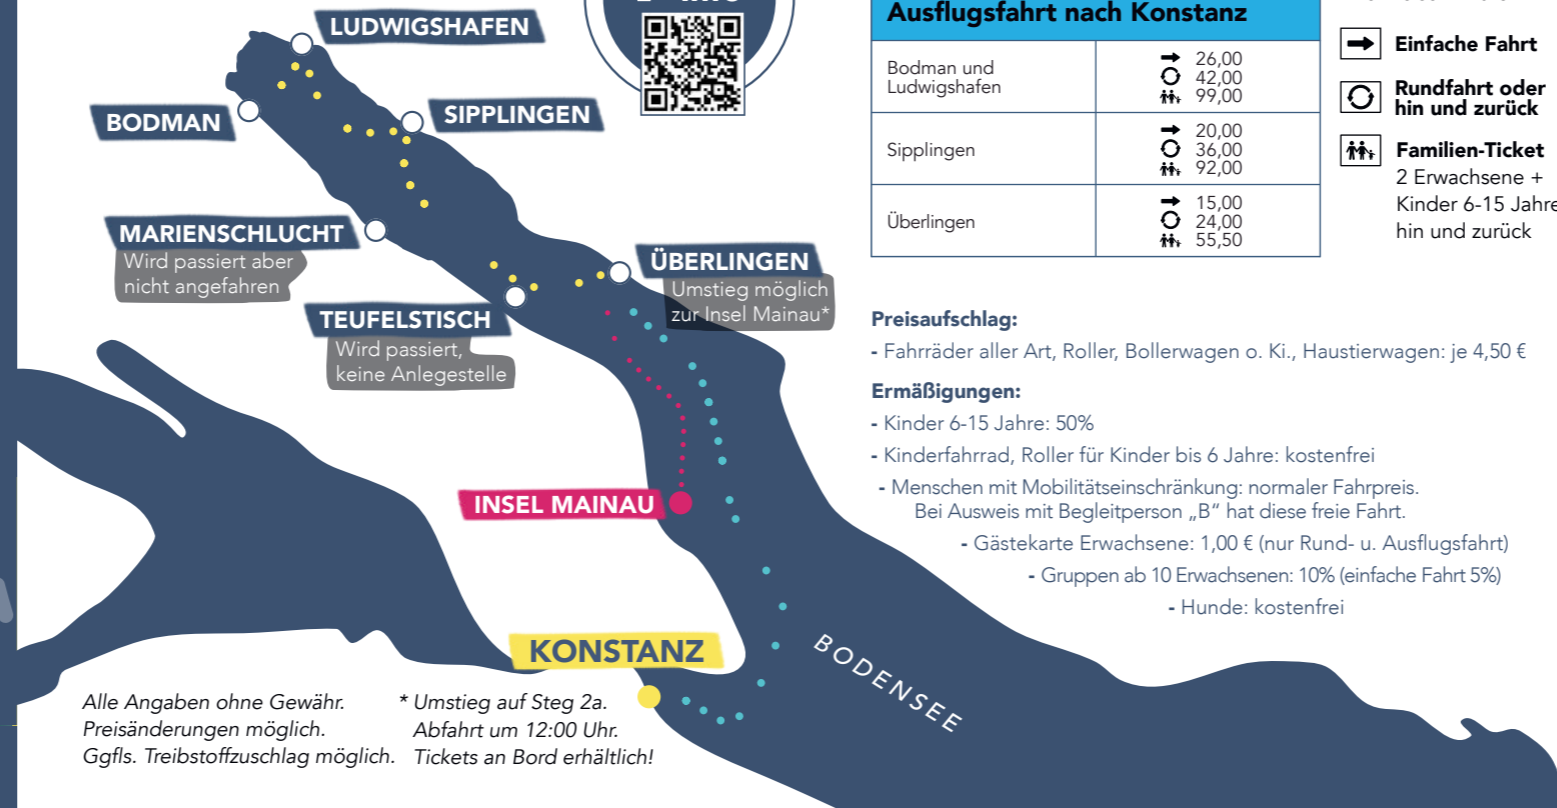 LUDWIGSHAFEN
BODMAN
SIPPLINGEN
MARIENSCHLUCHT
Wird passiert aber
nicht angefahren
ÜBERLINGEN
Umstieg möglich
zur Insel Mainau*
TEUFELSTISCH
Wird passiert,
keine Anlegestelle
INSEL MAINAU
KONSTANZ
BODENSEE
Alle Angaben ohne Gewähr.
Preisänderungen möglich.
Ggfls. Treibstoffzuschlag möglich.
* Umstieg auf Steg 2a.
Abfahrt um 12:00 Uhr.
Tickets an Bord erhältlich!
Ausflugsfahrt nach Konstanz
Bodman und
Ludwigshafen
26,00
42,00
99,00
Sipplingen
20,00
36,00
92,00
Überlingen
15,00
24,00
55,50
Einfache Fahrt
Rundfahrt oder
hin und zurück
Familien-Ticket
2 Erwachsene +
Kinder 6-15 Jahre
hin und zurück
Preisaufschlag:
- Fahrräder aller Art, Roller, Bollerwagen o. Ki., Haustierwagen: je 4,50 €
Ermäßigungen:
- Kinder 6-15 Jahre: 50%
- Kinderfahrrad, Roller für Kinder bis 6 Jahre: kostenfrei
- Menschen mit Mobilitätseinschränkung: normaler Fahrpreis.
Bei Ausweis mit Begleitperson „B“ hat diese freie Fahrt.
- Gästekarte Erwachsene: 1,00 € (nur Rund- u. Ausflugsfahrt)
- Gruppen ab 10 Erwachsenen: 10% (einfache Fahrt 5%)
- Hunde: kostenfrei